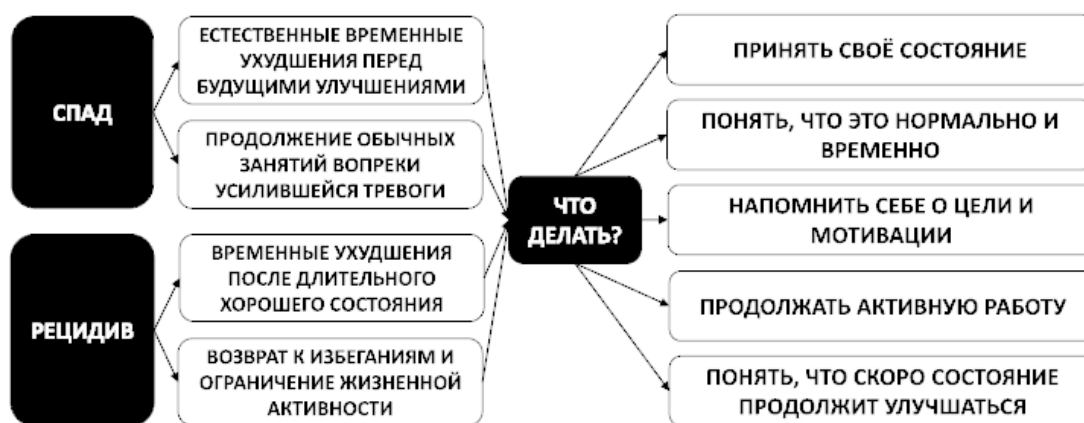 СПАД
ЕСТЕСТВЕННЫЕ ВРЕМЕННЫЕ
УХУДШЕНИЯ ПЕРЕД
БУДУЩИМИ УЛУЧШЕНИЯМИ
ПРОДОЛЖЕНИЕ ОБЫЧНЫХ
ЗАНЯТИЙ ВОПРЕКИ
УСИЛИВШЕЙСЯ ТРЕВОГИ
РЕЦИДИВ
ВРЕМЕННЫЕ УХУДШЕНИЯ
ПОСЛЕ ДЛИТЕЛЬНОГО
ХОРОШЕГО СОСТОЯНИЯ
ВОЗВРАТ К ИЗБЕГАНИЯМ И
ОГРАНИЧЕНИЕ ЖИЗНЕННОЙ
АКТИВНОСТИ
ЧТО
ДЕЛАТЬ?
ПРИНЯТЬ СВОЁ СОСТОЯНИЕ
ПОНЯТЬ, ЧТО ЭТО НОРМАЛЬНО И
ВРЕМЕННО
НАПОМНИТЬ СЕБЕ О ЦЕЛИ И
МОТИВАЦИИ
ПРОДОЛЖАТЬ АКТИВНУЮ РАБОТУ
ПОНЯТЬ, ЧТО СКОРО СОСТОЯНИЕ
ПРОДОЛЖИТ УЛУЧШАТЬСЯ